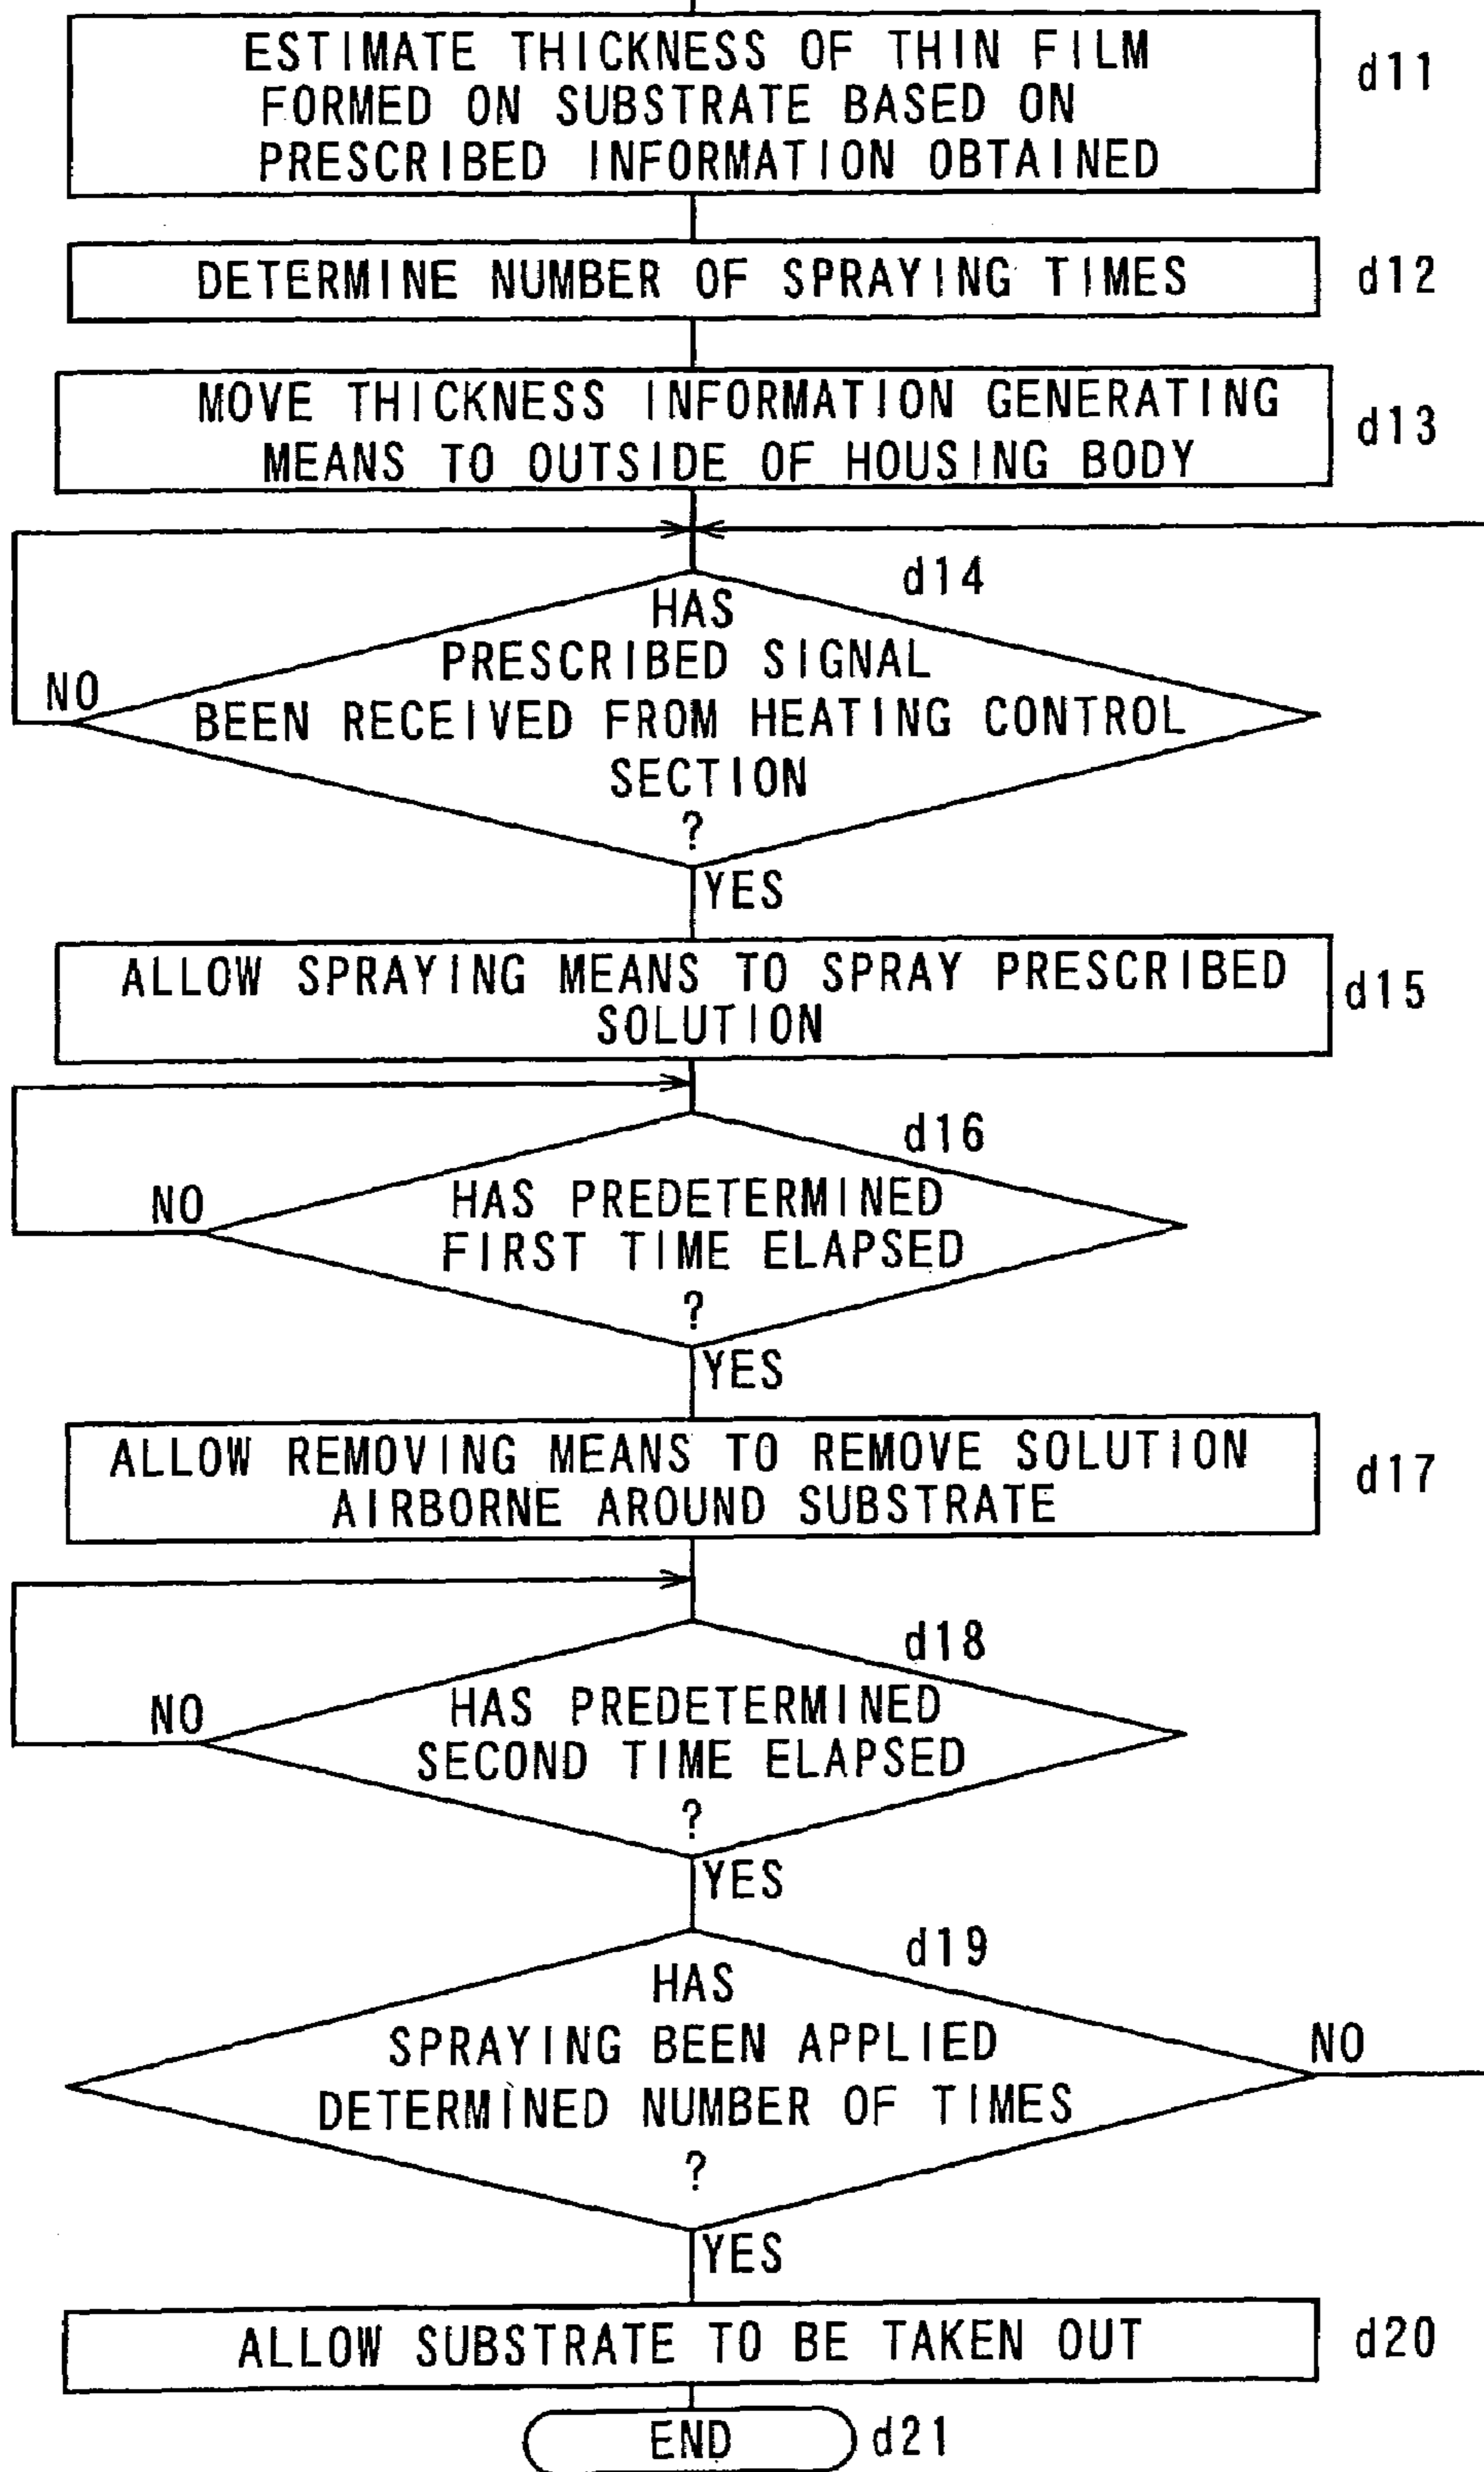 ESTIMATE THICKNESS OF THIN FILM
FORMED ON SUBSTRATE BASED ON
PRESCRIBED INFORMATION OBTAINED
d11
DETERMINE NUMBER OF SPRAYING TIMES
d12
MOVE THICKNESS INFORMATION GENERATING
MEANS TO OUTSIDE OF HOUSING BODY
d13
d14
HAS
PRESCRIBED SIGNAL
BEEN RECEIVED FROM HEATING CONTROL
SECTION
?
NO
YES
ALLOW SPRAYING MEANS TO SPRAY PRESCRIBED
SOLUTION
d15
d16
HAS PREDETERMINED
FIRST TIME ELAPSED
?
NO
YES
ALLOW REMOVING MEANS TO REMOVE SOLUTION
AIRBORNE AROUND SUBSTRATE
d17
d18
HAS PREDETERMINED
SECOND TIME ELAPSED
?
NO
YES
d19
HAS
SPRAYING BEEN APPLIED
DETERMINED NUMBER OF TIMES
?
NO
YES
ALLOW SUBSTRATE TO BE TAKEN OUT
d20
END
d21